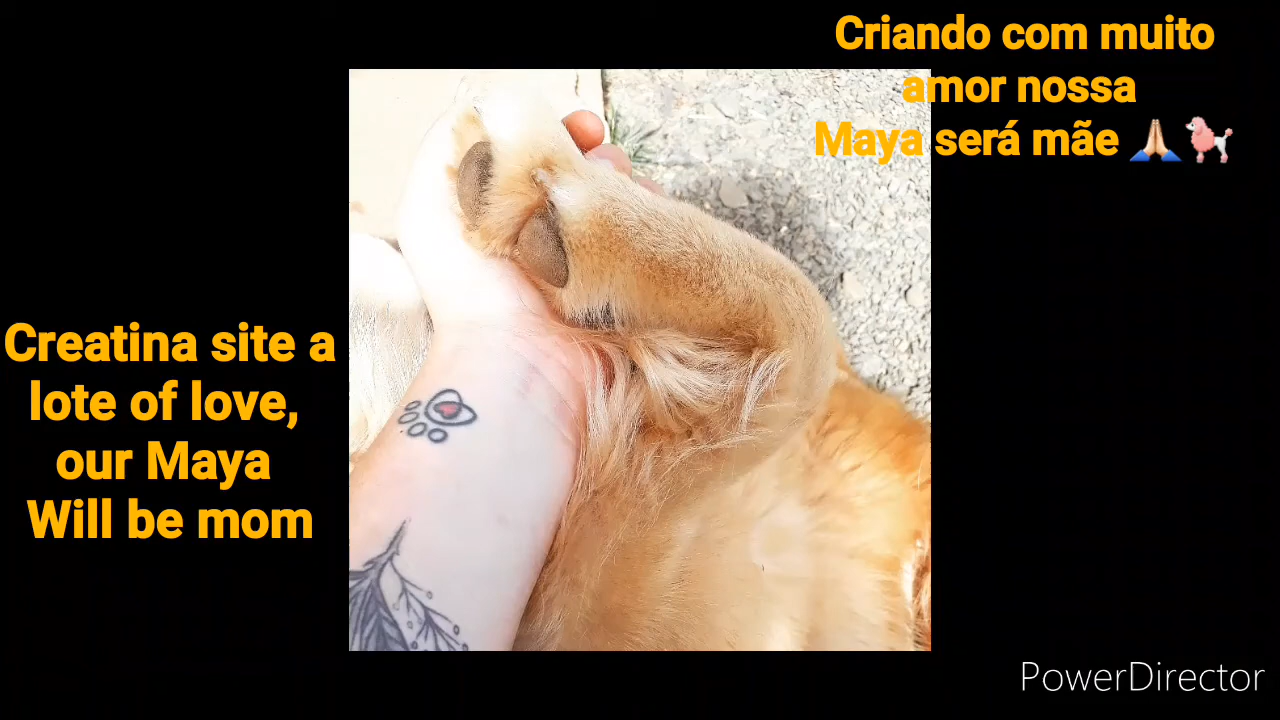 Criando com muito
amor nossa
Maya será mãe 🙏🏻🐩
Creatina site a
lote of love,
our Maya
Will be mom
PowerDirector